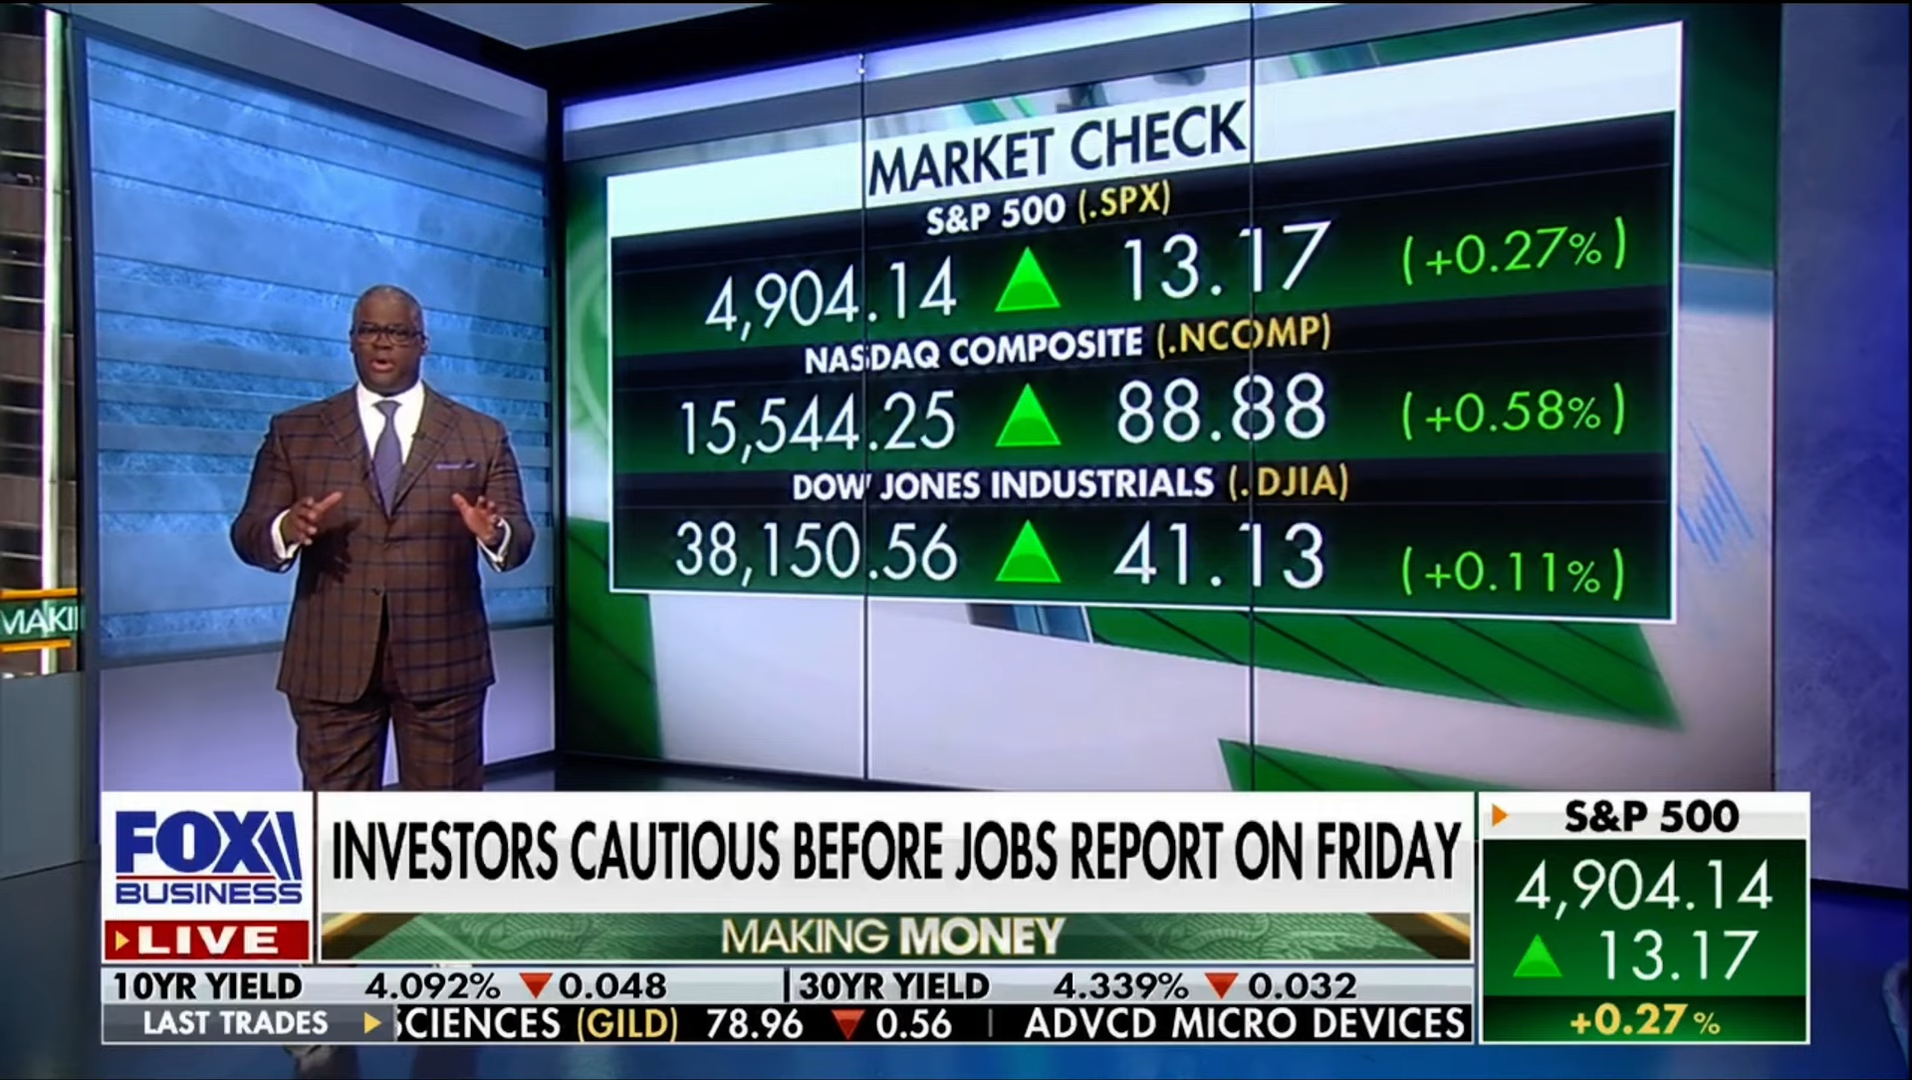 MARKET CHECK
S&P 500 (.SPX)
4,904.14 ▲ 13.17 (+0.27%)
NASDAQ COMPOSITE (.NCOMP)
15,544.25 ▲ 88.88 (+0.58%)
DOW JONES INDUSTRIALS (.DJIA)
38,150.56 ▲ 41.13 (+0.11%)
MAKI
FOX
BUSINESS
LIVE
INVESTORS CAUTIOUS BEFORE JOBS REPORT ON FRIDAY
MAKING MONEY
S&P 500
4,904.14
▲ 13.17
+0.27%
10YR YIELD 4.092% ▼ 0.048 | 30YR YIELD 4.339% ▼ 0.032
LAST TRADES CIENCES (GILD) 78.96 ▼ 0.56 | ADVCD MICRO DEVICES